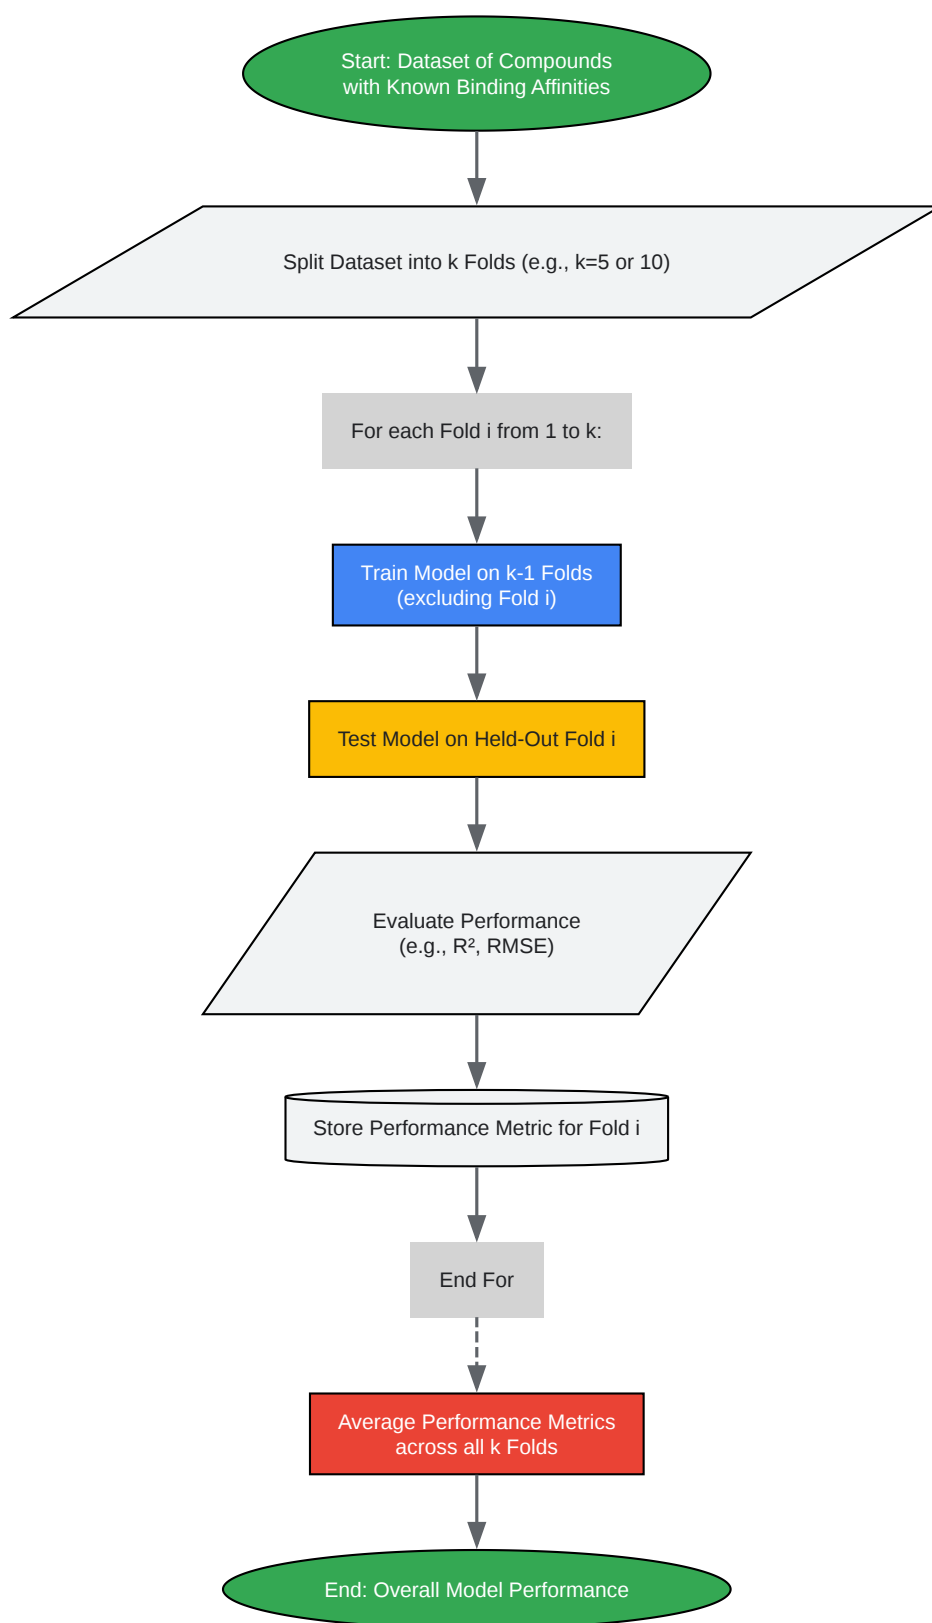 Start: Dataset of Compounds
with Known Binding Affinities
Split Dataset into k Folds (e.g., k=5 or 10)
For each Fold i from 1 to k:
Train Model on k-1 Folds
(excluding Fold i)
Test Model on Held-Out Fold i
Evaluate Performance
(e.g., R², RMSE)
Store Performance Metric for Fold i
End For
Average Performance Metrics
across all k Folds
End: Overall Model Performance